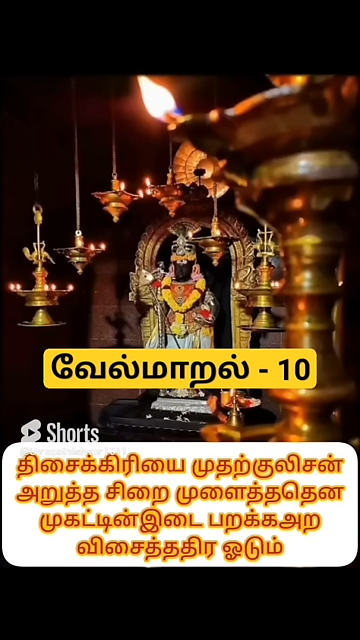 வேல்மாறல் - 10
Shorts
திசைக்கிரியை முதற்குலிசன்
அறுத்த சிறை முளைத்ததென
முகட்டின்இடை பறக்கஅற
விசைத்ததிர ஓடும்